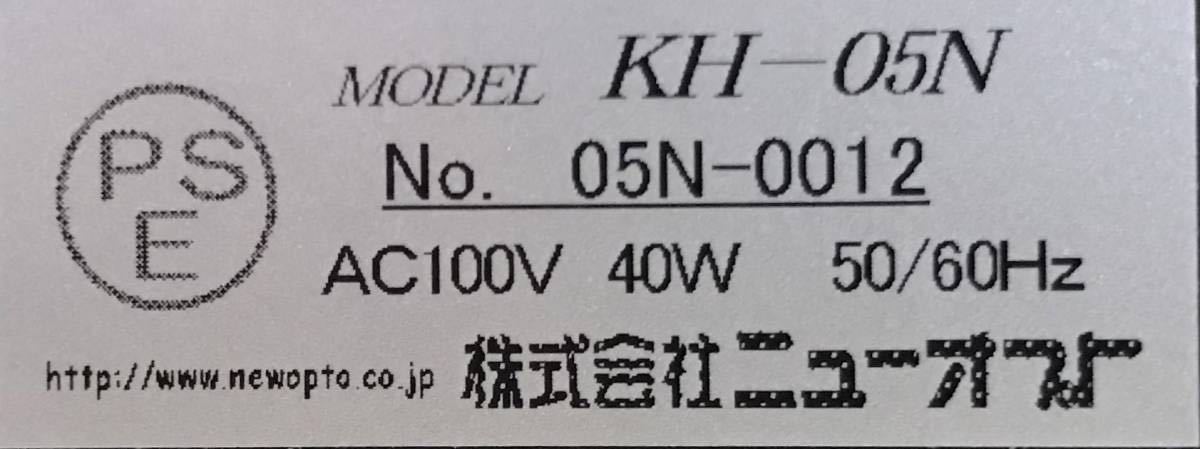 PSE
MODEL KH-05N
No. 05N-0012
AC100V 40W 50/60Hz
http://www.newopto.co.jp 株式会社ニューオプト